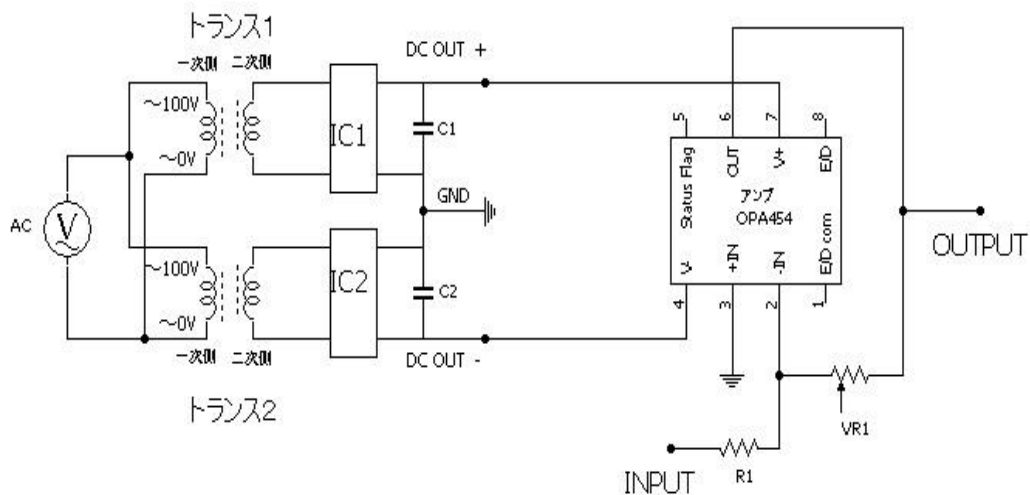 トランス1
一次側 二次側
～100V
～0V
IC1
DC OUT +
C1
GND
AC
V
～100V
～0V
IC2
C2
DC OUT -
一次側 二次側
トランス2
5
6
7
8
Status Flag
OUT
V+
E/D
アンプ
OPA454
V-
+IN
-IN
E/D com
4
3
2
1
OUTPUT
VR1
R1
INPUT